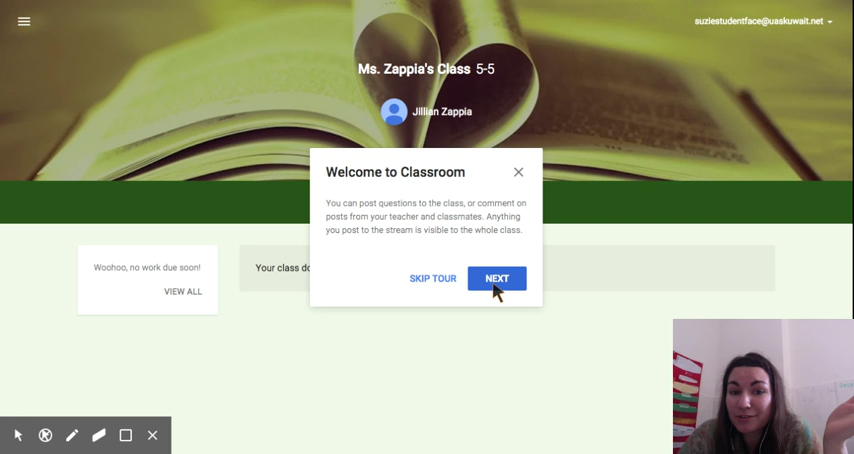 suziestudentface@uaskuwait.net
Ms. Zappia's Class 5-5
Jillian Zappia
Welcome to Classroom
You can post questions to the class, or comment on
posts from your teacher and classmates. Anything
you post to the stream is visible to the whole class.
SKIP TOUR NEXT
Woohoo, no work due soon!
VIEW ALL
Your class